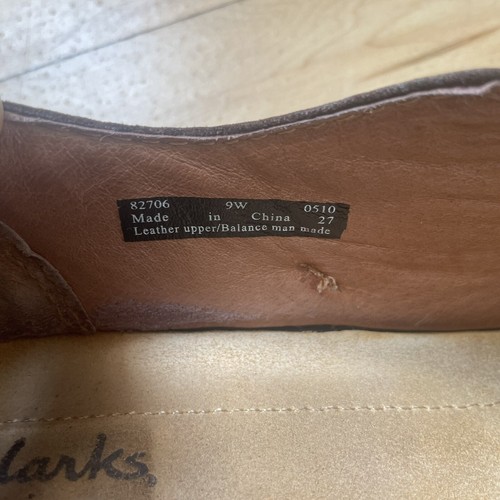 82706 9W 0510
Made in China 27
Leather upper/Balance man made
larks